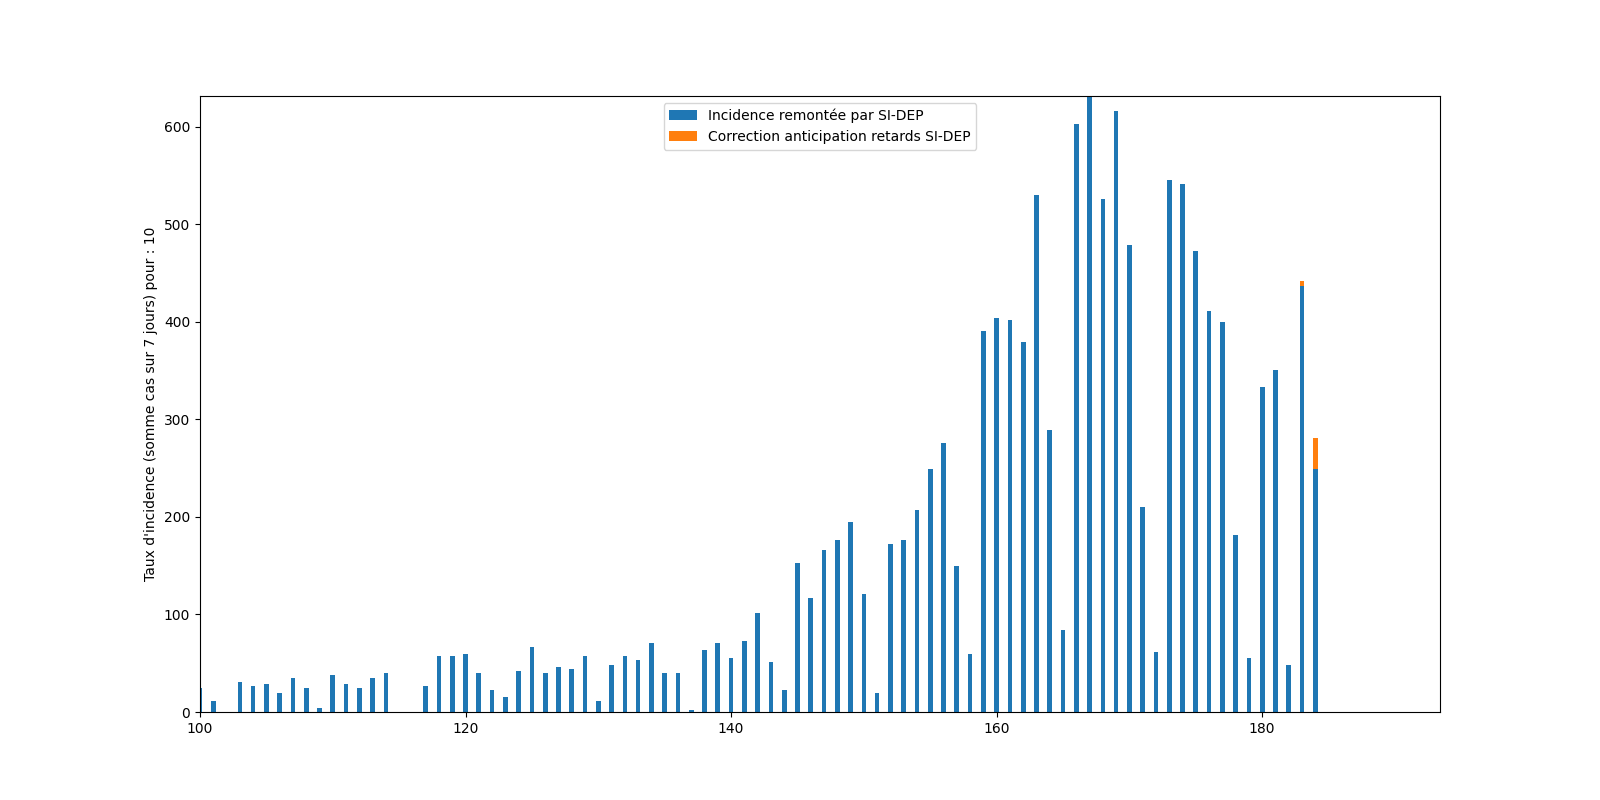 Incidence remontée par SI-DEP
Correction anticipation retards SI-DEP
Taux d'incidence (somme cas sur 7 jours) pour : 10
600
500
400
300
200
100
0
100 120 140 160 180